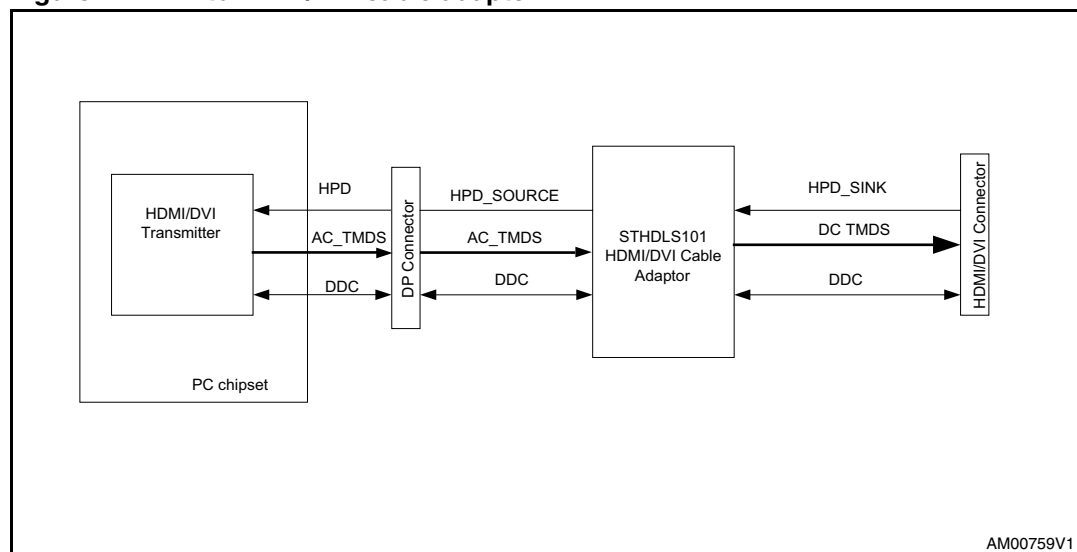 HDMI/DVI
Transmitter
PC chipset
HPD
AC_TMDS
DDC
DP Connector
HPD_SOURCE
AC_TMDS
DDC
STHDLS101
HDMI/DVI Cable
Adaptor
HPD_SINK
DC TMDS
DDC
HDMI/DVI Connector
AM00759V1